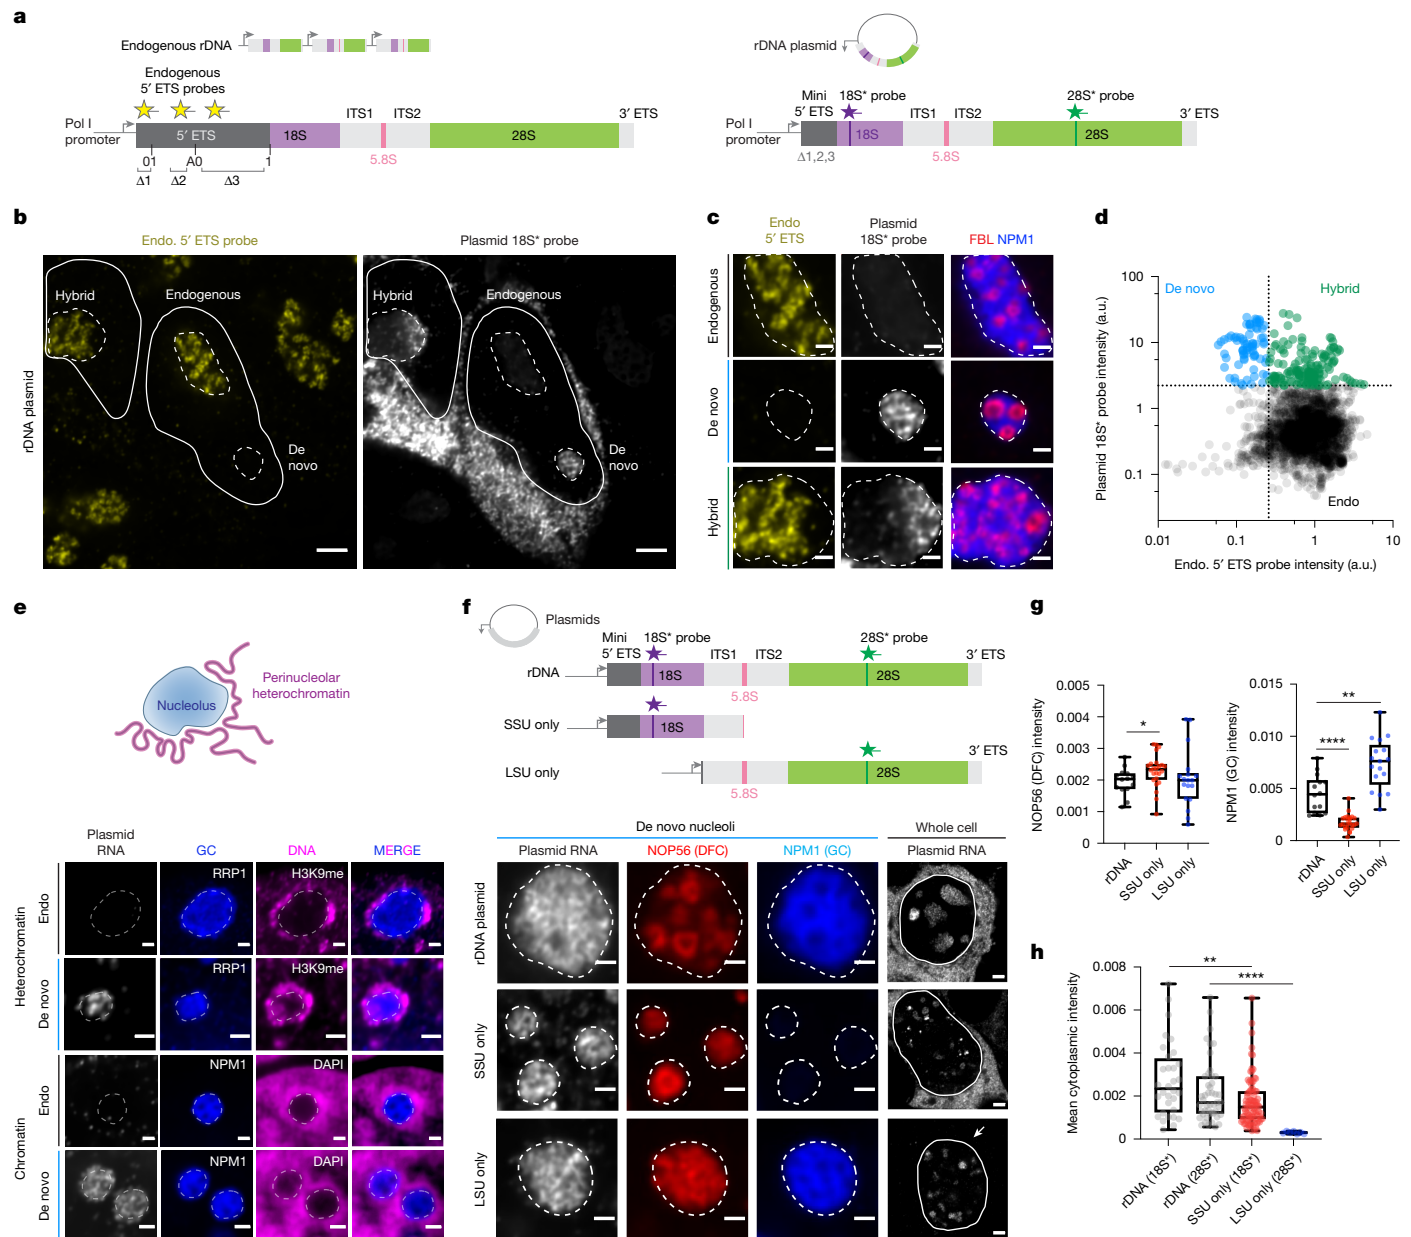 a
Endogenous rDNA
Endogenous
5′ ETS probes
Pol I
promoter
5′ ETS
18S
ITS1
ITS2
5.8S
28S
3′ ETS
01
A0
1
Δ1
Δ2
Δ3
rDNA plasmid
Mini
5′ ETS
18S* probe
ITS1
ITS2
28S* probe
3′ ETS
Pol I
promoter
18S
28S
Δ1,2,3
5.8S
b
Endo. 5′ ETS probe
Plasmid 18S* probe
rDNA plasmid
Hybrid
Endogenous
De
novo
Hybrid
Endogenous
De
novo
c
Endo
5′ ETS
Plasmid
18S* probe
FBL NPM1
Endogenous
De novo
Hybrid
d
Plasmid 18S* probe intensity (a.u.)
100
10
1
0.1
De novo
Hybrid
Endo
0.01
0.1
1
10
Endo. 5′ ETS probe intensity (a.u.)
e
Nucleolus
Perinucleolar
heterochromatin
Plasmid
RNA
GC
DNA
MERGE
Heterochromatin
Endo
RRP1
H3K9me
De novo
RRP1
H3K9me
Chromatin
Endo
NPM1
DAPI
De novo
NPM1
DAPI
f
Plasmids
Mini
5′ ETS
18S* probe
ITS1
ITS2
28S* probe
3′ ETS
rDNA
18S
28S
5.8S
SSU only
18S
LSU only
28S
3′ ETS
5.8S
De novo nucleoli
Whole cell
Plasmid RNA
NOP56 (DFC)
NPM1 (GC)
Plasmid RNA
rDNA plasmid
SSU only
LSU only
g
NOP56 (DFC) intensity
0.005
0.004
0.003
0.002
0.001
0
*
rDNA
SSU only
LSU only
NPM1 (GC) intensity
0.015
0.010
0.005
0
**
****
rDNA
SSU only
LSU only
h
Mean cytoplasmic intensity
0.008
0.006
0.004
0.002
0
**
****
rDNA (18S*)
rDNA (28S*)
SSU only (18S*)
LSU only (28S*)